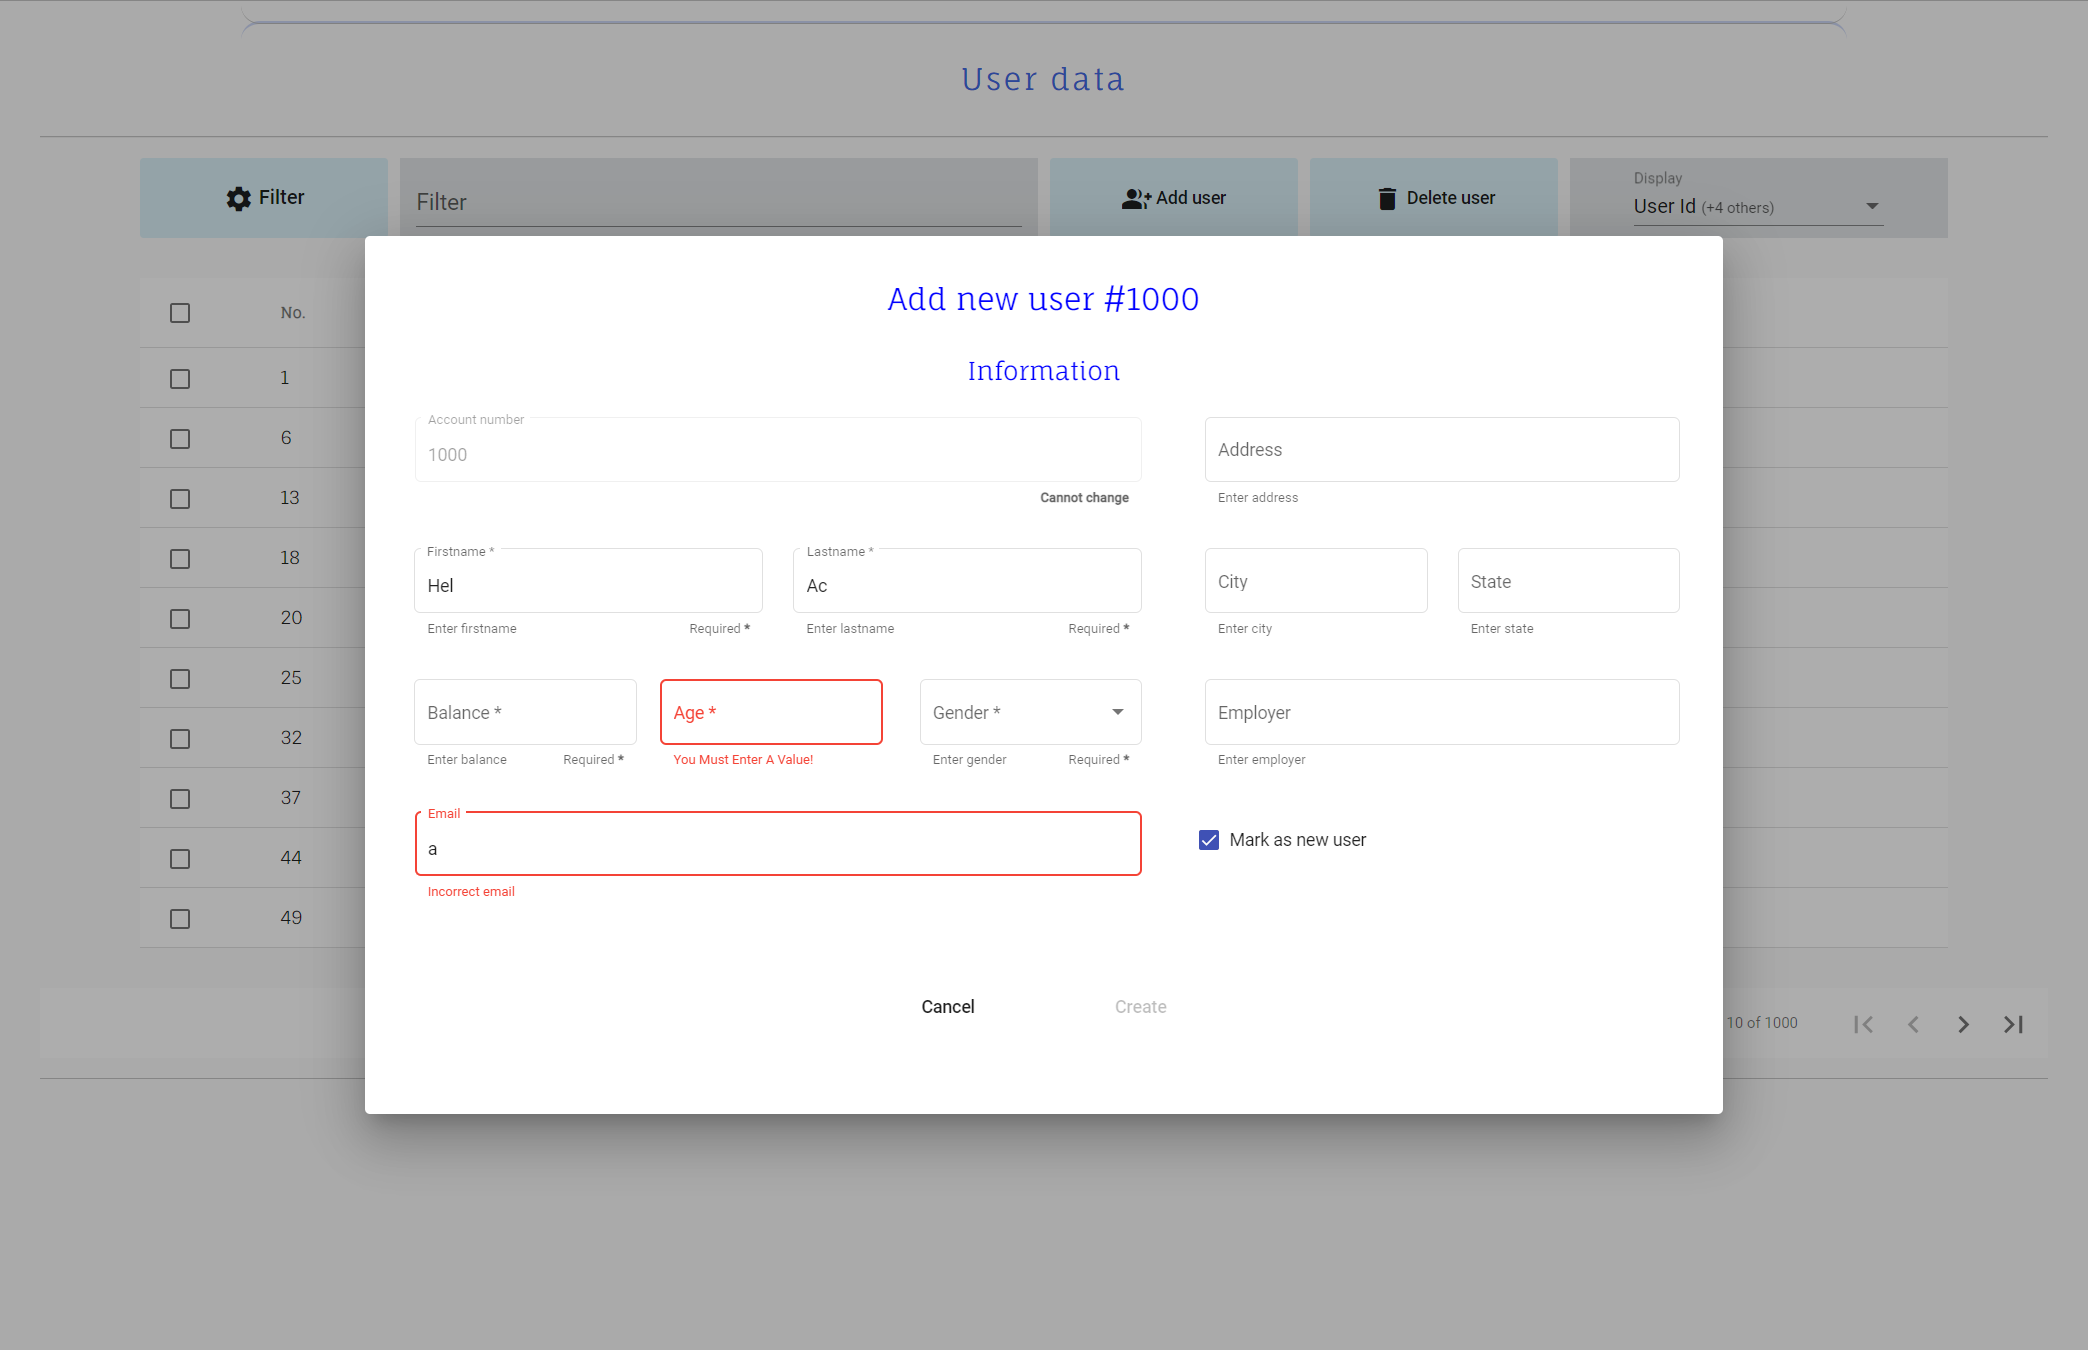 User data
Filter
Filter
Add user
Delete user
Display
User Id (+4 others)
No.
1
6
13
18
20
25
32
37
44
49
Add new user #1000
Information
Account number
1000
Cannot change
Address
Enter address
Firstname *
Hel
Enter firstname
Required *
Lastname *
Ac
Enter lastname
Required *
City
Enter city
State
Enter state
Balance *
Enter balance
Required *
Age *
You Must Enter A Value!
Gender *
Enter gender
Required *
Employer
Enter employer
Email
a
Incorrect email
Mark as new user
Cancel
Create
10 of 1000